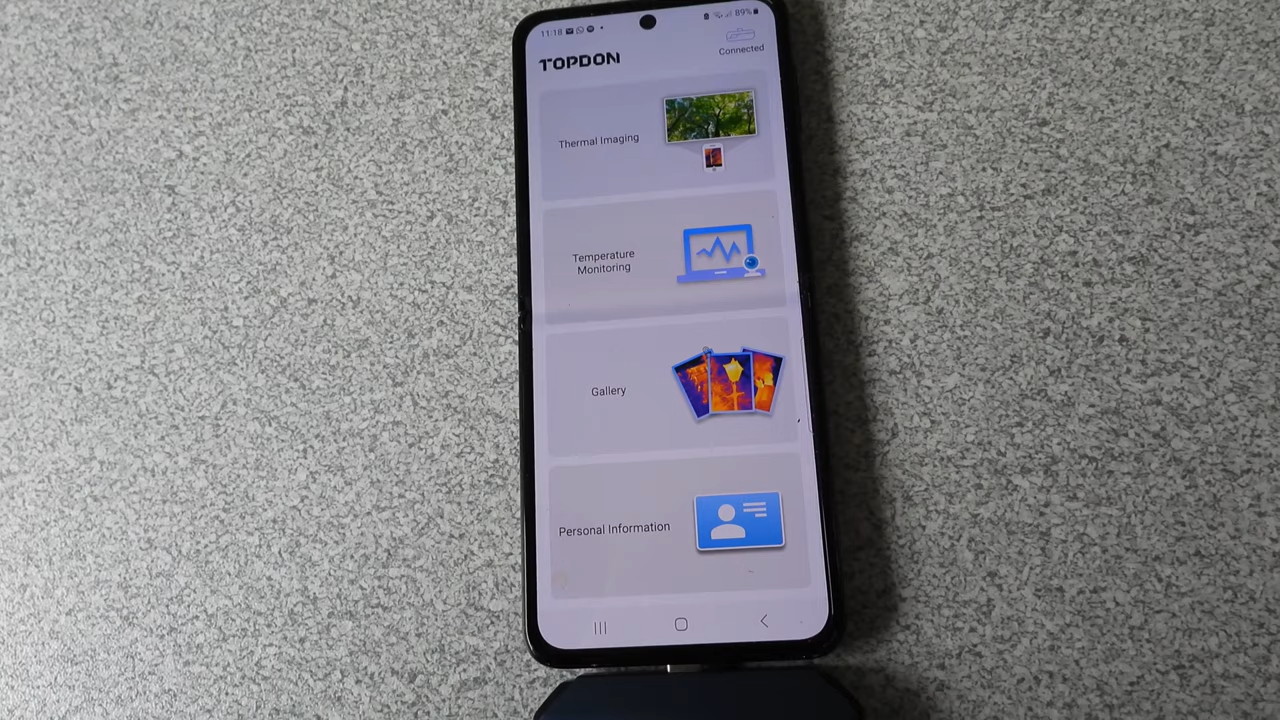 11:18
89%
Connected
TOPDON
Thermal Imaging
Temperature
Monitoring
Gallery
Personal Information